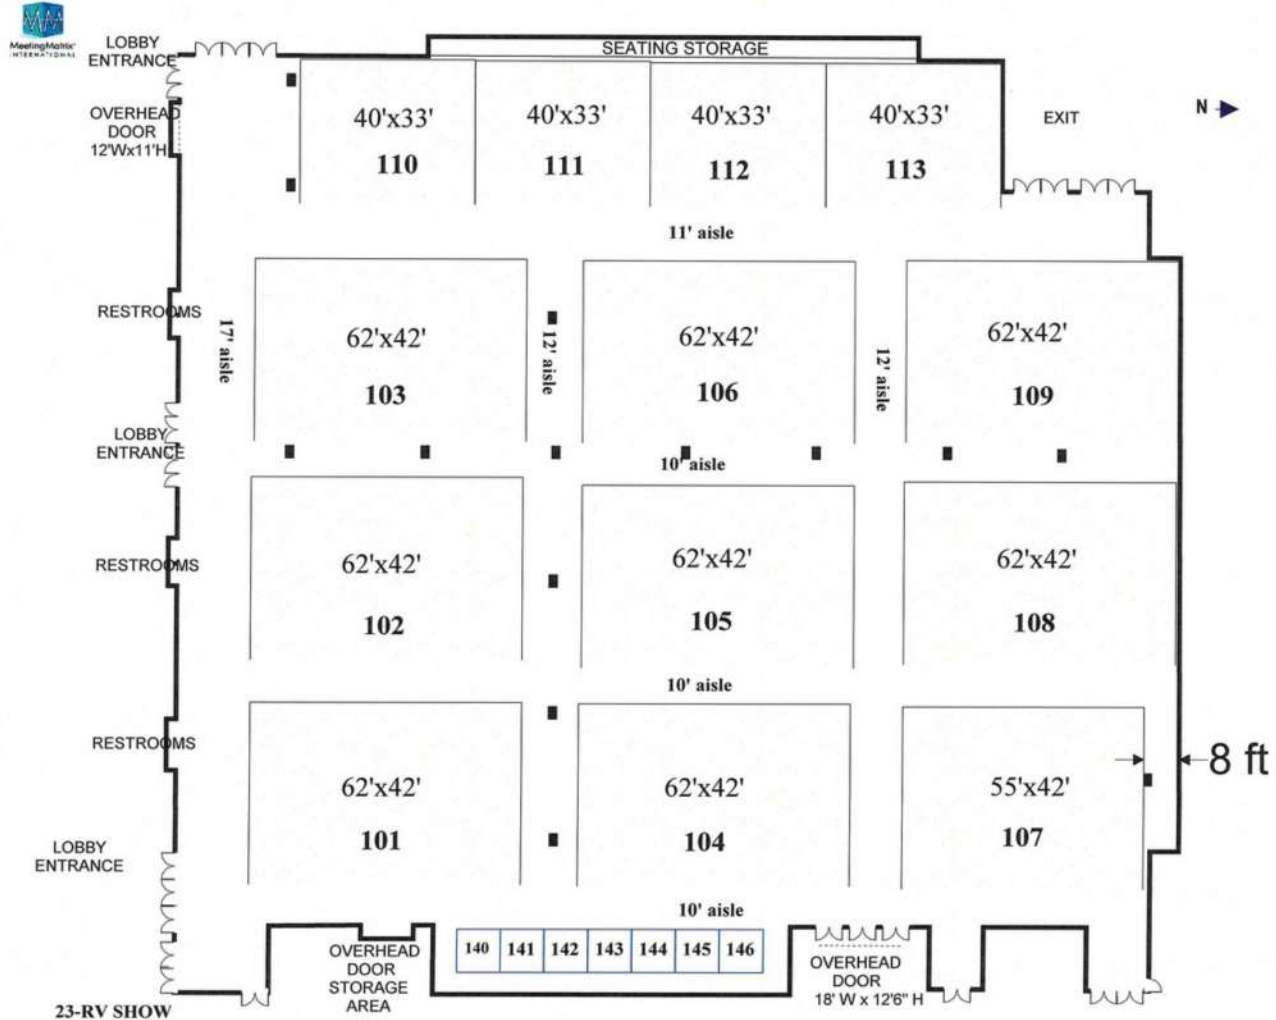 MeetingMatrix
INTERNATIONAL
LOBBY
ENTRANCE
SEATING STORAGE
OVERHEAD
DOOR
12'Wx11'H
40'x33'
110
40'x33'
111
40'x33'
112
40'x33'
113
EXIT
N
11' aisle
RESTROOMS
17' aisle
62'x42'
103
12' aisle
62'x42'
106
12' aisle
62'x42'
109
LOBBY
ENTRANCE
10' aisle
RESTROOMS
62'x42'
102
62'x42'
105
62'x42'
108
10' aisle
RESTROOMS
62'x42'
101
62'x42'
104
55'x42'
107
8 ft
LOBBY
ENTRANCE
10' aisle
140 141 142 143 144 145 146
OVERHEAD
DOOR
STORAGE
AREA
OVERHEAD
DOOR
18' W x 12'6" H
23-RV SHOW